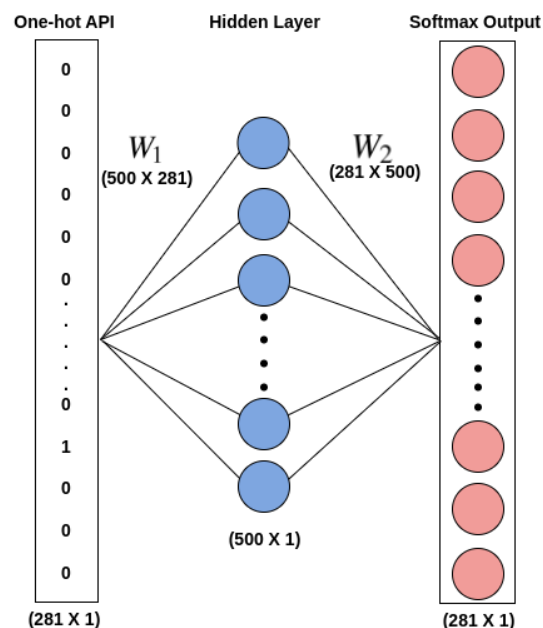 One-hot API
Hidden Layer
Softmax Output
0
0
0
0
0
0
.
.
.
.
.
0
1
0
0
0
W1
(500 X 281)
W2
(281 X 500)
(500 X 1)
(281 X 1)
(281 X 1)